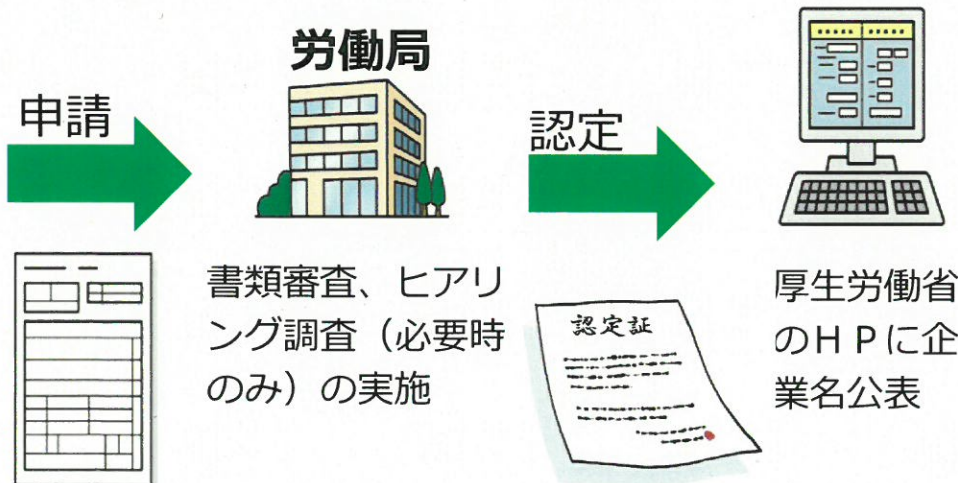 申請
労働局
書類審査、ヒアリ
ング調査（必要時
のみ）の実施
認定
認定証
厚生労働省
のＨＰに企
業名公表